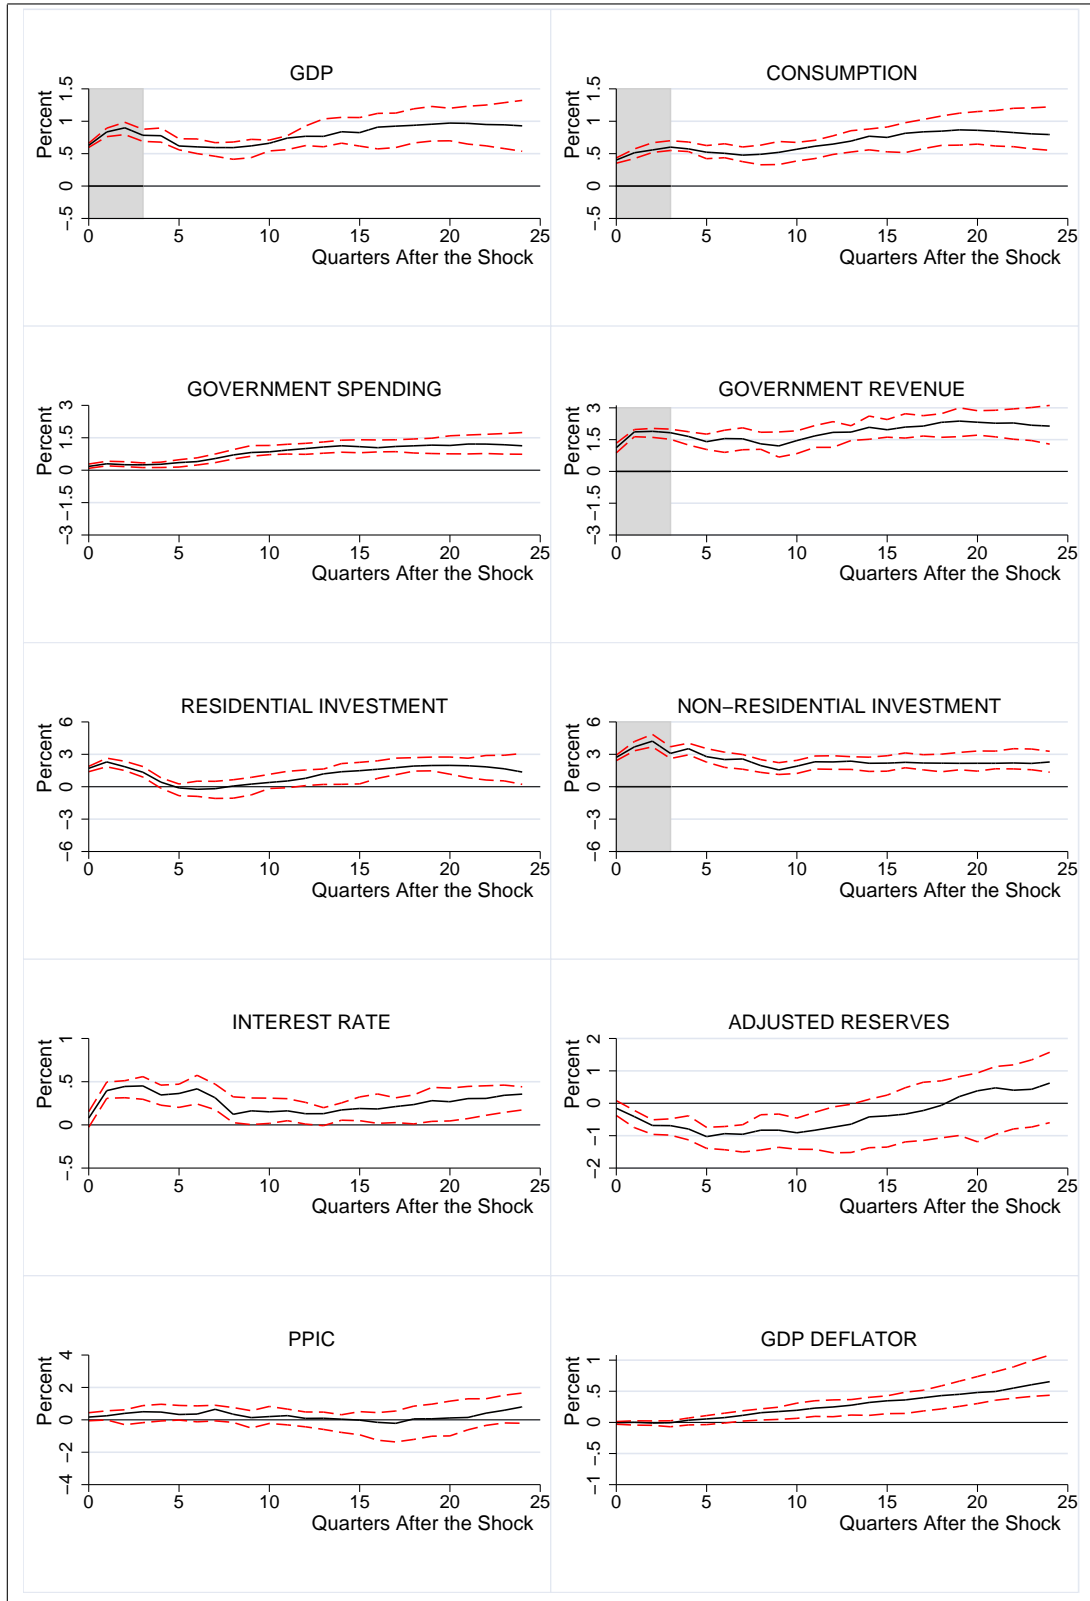 GDP
Percent
1.5
1
.5
0
−.5
0 5 10 15 20 25
Quarters After the Shock
CONSUMPTION
Percent
1.5
1
.5
0
−.5
0 5 10 15 20 25
Quarters After the Shock
GOVERNMENT SPENDING
Percent
3
1.5
0
−1.5
−3
0 5 10 15 20 25
Quarters After the Shock
GOVERNMENT REVENUE
Percent
3
1.5
0
−1.5
−3
0 5 10 15 20 25
Quarters After the Shock
RESIDENTIAL INVESTMENT
Percent
6
3
0
−3
−6
0 5 10 15 20 25
Quarters After the Shock
NON−RESIDENTIAL INVESTMENT
Percent
6
3
0
−3
−6
0 5 10 15 20 25
Quarters After the Shock
INTEREST RATE
Percent
1
.5
0
−.5
0 5 10 15 20 25
Quarters After the Shock
ADJUSTED RESERVES
Percent
2
1
0
−1
−2
0 5 10 15 20 25
Quarters After the Shock
PPIC
Percent
4
2
0
−2
−4
0 5 10 15 20 25
Quarters After the Shock
GDP DEFLATOR
Percent
1
.5
0
−.5
−1
0 5 10 15 20 25
Quarters After the Shock